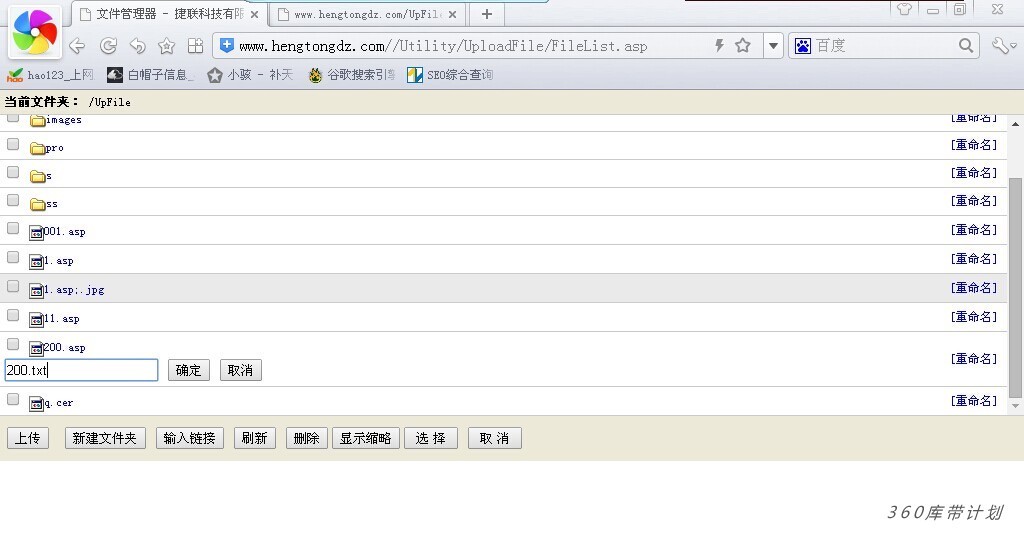 文件管理器 - 捷联科技有限
www.hengtongdz.com/UpFile
www.hengtongdz.com//Utility/UploadFile/FileList.asp
百度
hao123_上网
白帽子信息_
小孩 - 补天
谷歌搜索引擎
SEO综合查询
当前文件夹： /UpFile
images [重命名]
pro [重命名]
s [重命名]
ss [重命名]
001.asp [重命名]
1.asp [重命名]
1.asp;.jpg [重命名]
11.asp [重命名]
200.asp
[重命名]
200.txt 确定 取消
q.cer [重命名]
上传 新建文件夹 输入链接 刷新 删除 显示缩略 选 择 取 消
360库带计划